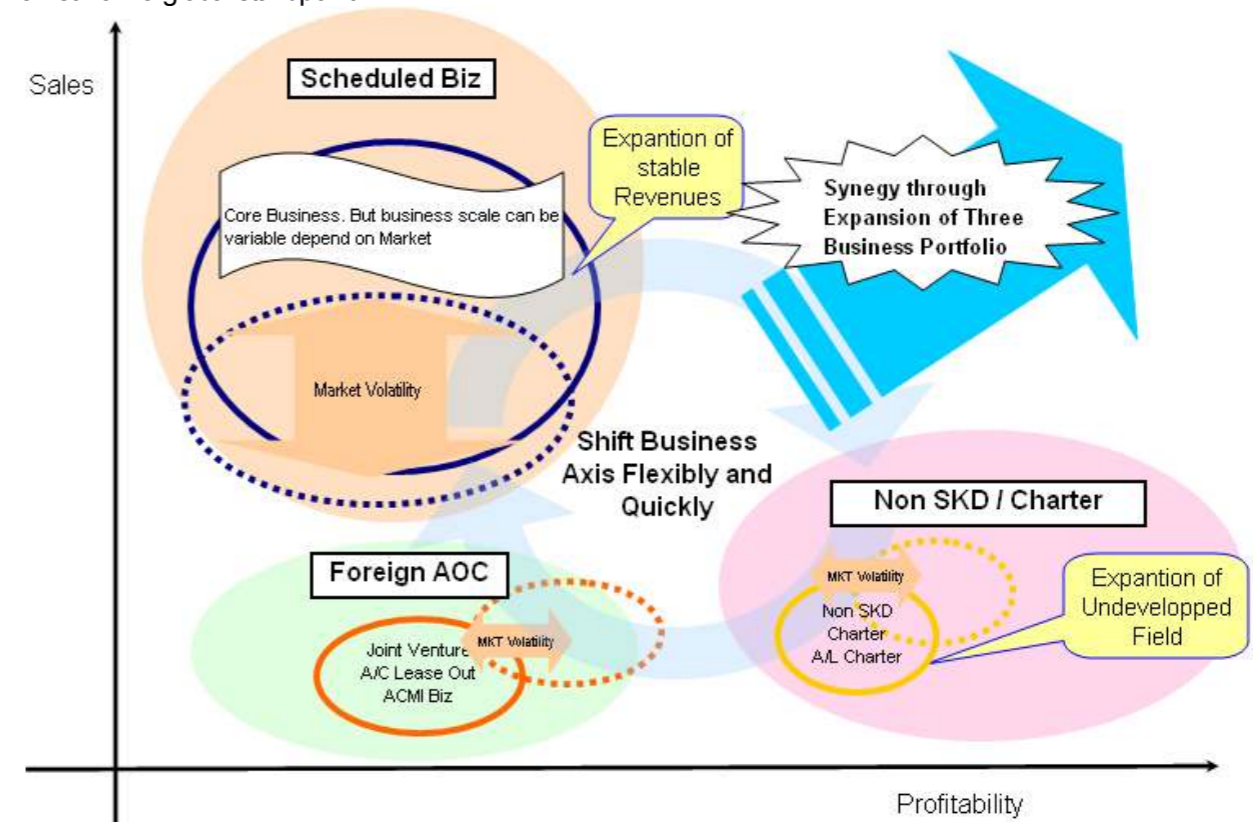 Sales
Scheduled Biz
Expantion of
stable
Revenues
Core Business. But business scale can be
variable depend on Market
Synegy through
Expansion of Three
Business Portfolio
Market Volatility
Shift Business
Axis Flexibly and
Quickly
Non SKD / Charter
Foreign AOC
MKT Volatility
Joint Venture
A/C Lease Out
ACMI Biz
MKT Volatility
Non SKD
Charter
A/L Charter
Expantion of
Undevelopped
Field
Profitability